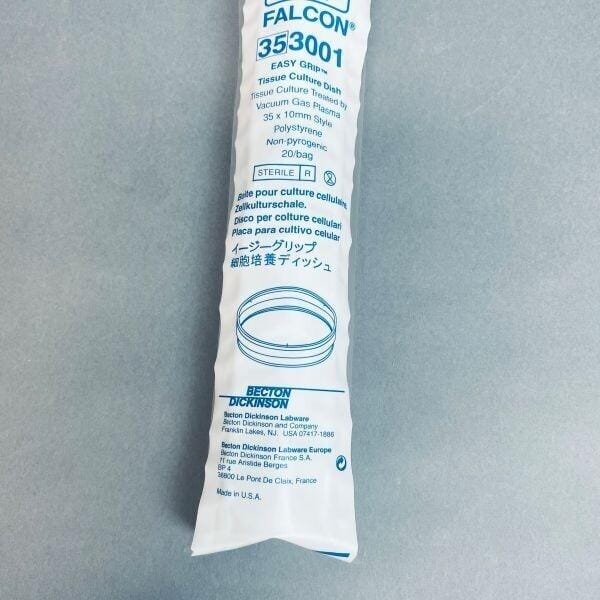 FALCON®
353001
EASY GRIP™
Tissue Culture Dish
Tissue Culture Treated by
Vacuum Gas Plasma
35 x 10mm Style
Polystyrene
Non-pyrogenic
20/bag
STERILE R
Boîte pour culture cellulaire
Zellkulturschale.
Disco per colture cellulari
Placa para cultivo celular
イージーグリップ
細胞培養ディッシュ
BECTON
DICKINSON
Becton Dickinson Labware
Becton Dickinson and Company
Franklin Lakes, NJ. USA 07417-1886
Becton Dickinson Labware Europe
Becton Dickinson France S.A.
11 rue Aristide Berges
BP 4
38800 Le Pont De Claix, France
Made in U.S.A.